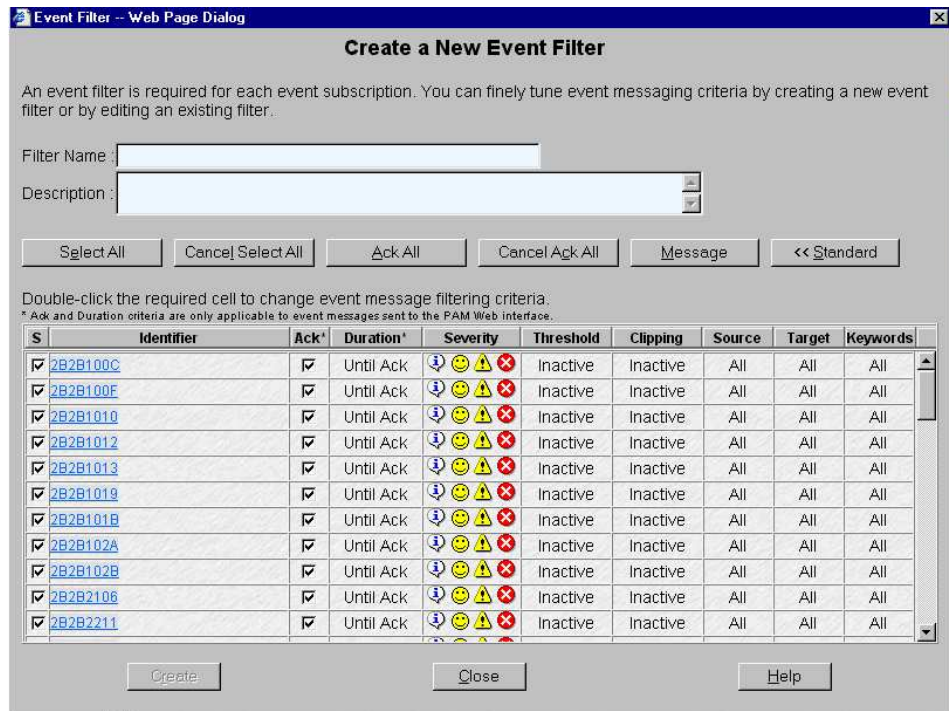 Event Filter -- Web Page Dialog
Create a New Event Filter
An event filter is required for each event subscription. You can finely tune event messaging criteria by creating a new event
filter or by editing an existing filter.
Filter Name :
Description :
Select All Cancel Select All Ack All Cancel Ack All Message << Standard
Double-click the required cell to change event message filtering criteria.
* Ack and Duration criteria are only applicable to event messages sent to the PAM Web interface.
S Identifier Ack* Duration* Severity Threshold Clipping Source Target Keywords
2B2B100C Until Ack Inactive Inactive All All All
2B2B100F Until Ack Inactive Inactive All All All
2B2B1010 Until Ack Inactive Inactive All All All
2B2B1012 Until Ack Inactive Inactive All All All
2B2B1013 Until Ack Inactive Inactive All All All
2B2B1019 Until Ack Inactive Inactive All All All
2B2B101B Until Ack Inactive Inactive All All All
2B2B102A Until Ack Inactive Inactive All All All
2B2B102B Until Ack Inactive Inactive All All All
2B2B2106 Until Ack Inactive Inactive All All All
2B2B2211 Until Ack Inactive Inactive All All All
Create Close Help